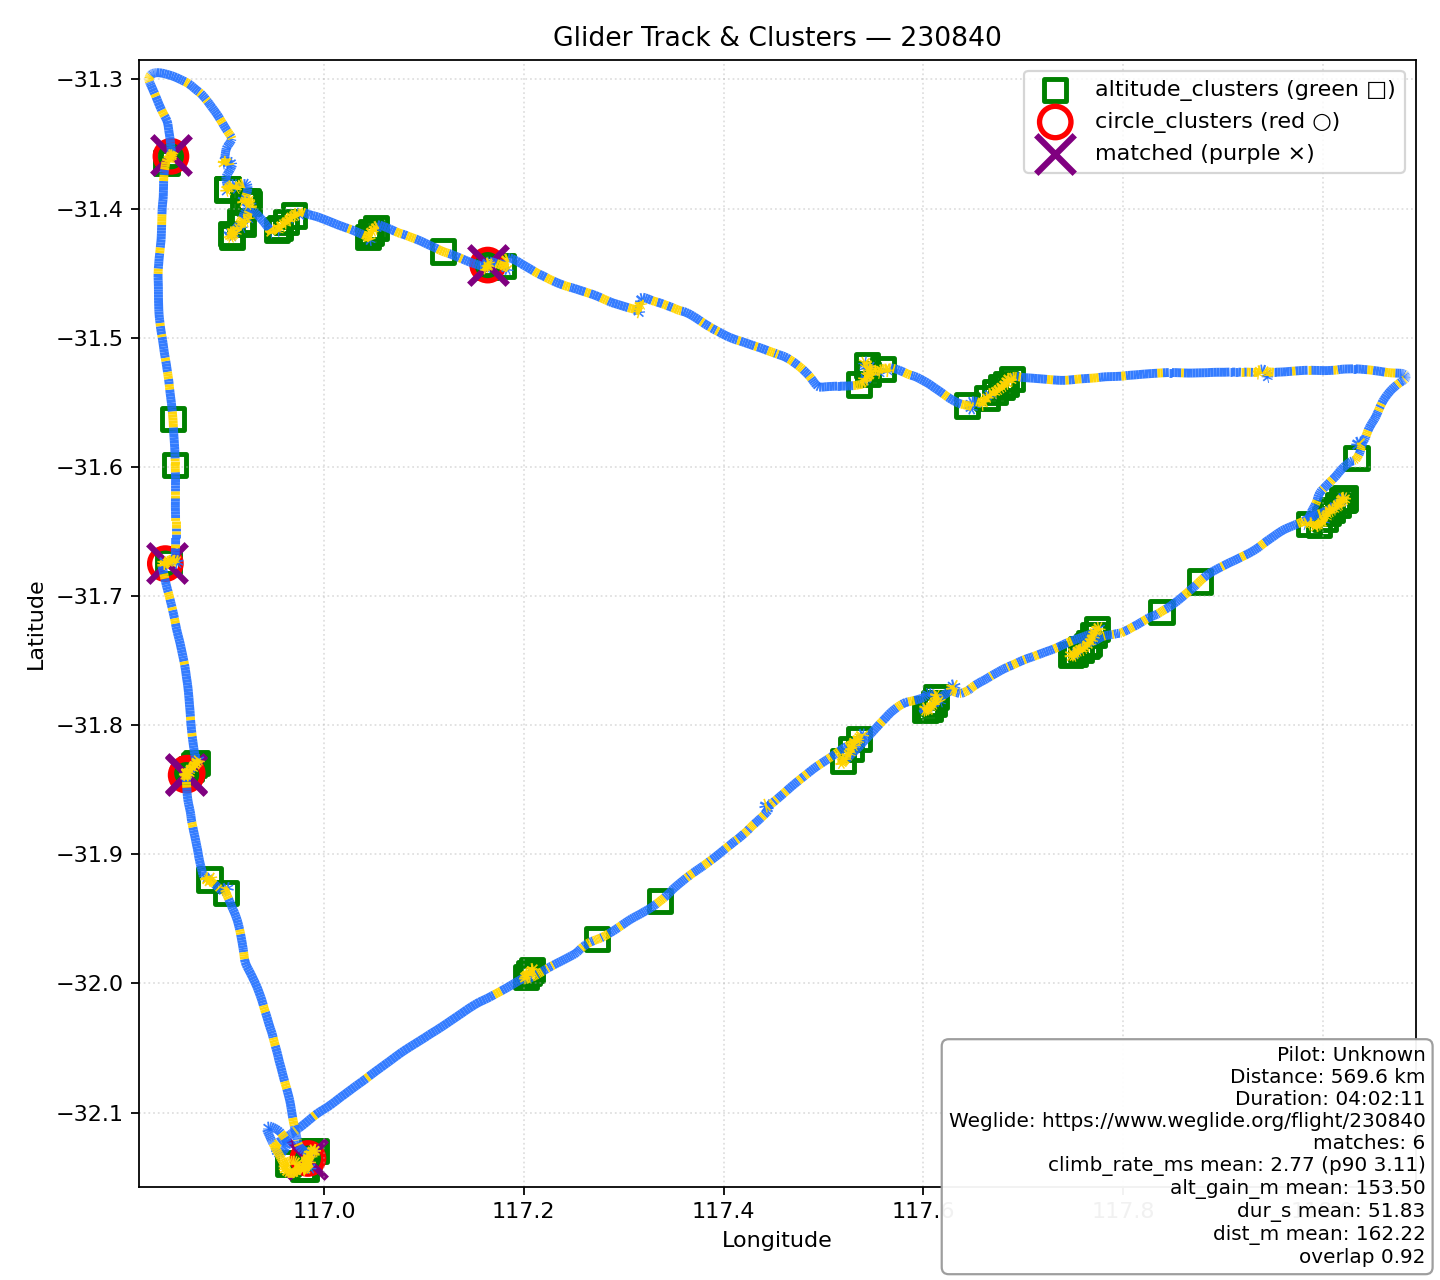 Glider Track & Clusters — 230840
altitude_clusters (green □)
circle_clusters (red ○)
matched (purple ×)
Latitude
−31.3
−31.4
−31.5
−31.6
−31.7
−31.8
−31.9
−32.0
−32.1
117.0
117.2
117.4
117.6
117.8
Longitude
Pilot: Unknown
Distance: 569.6 km
Duration: 04:02:11
Weglide: https://www.weglide.org/flight/230840
matches: 6
climb_rate_ms mean: 2.77 (p90 3.11)
alt_gain_m mean: 153.50
dur_s mean: 51.83
dist_m mean: 162.22
overlap 0.92